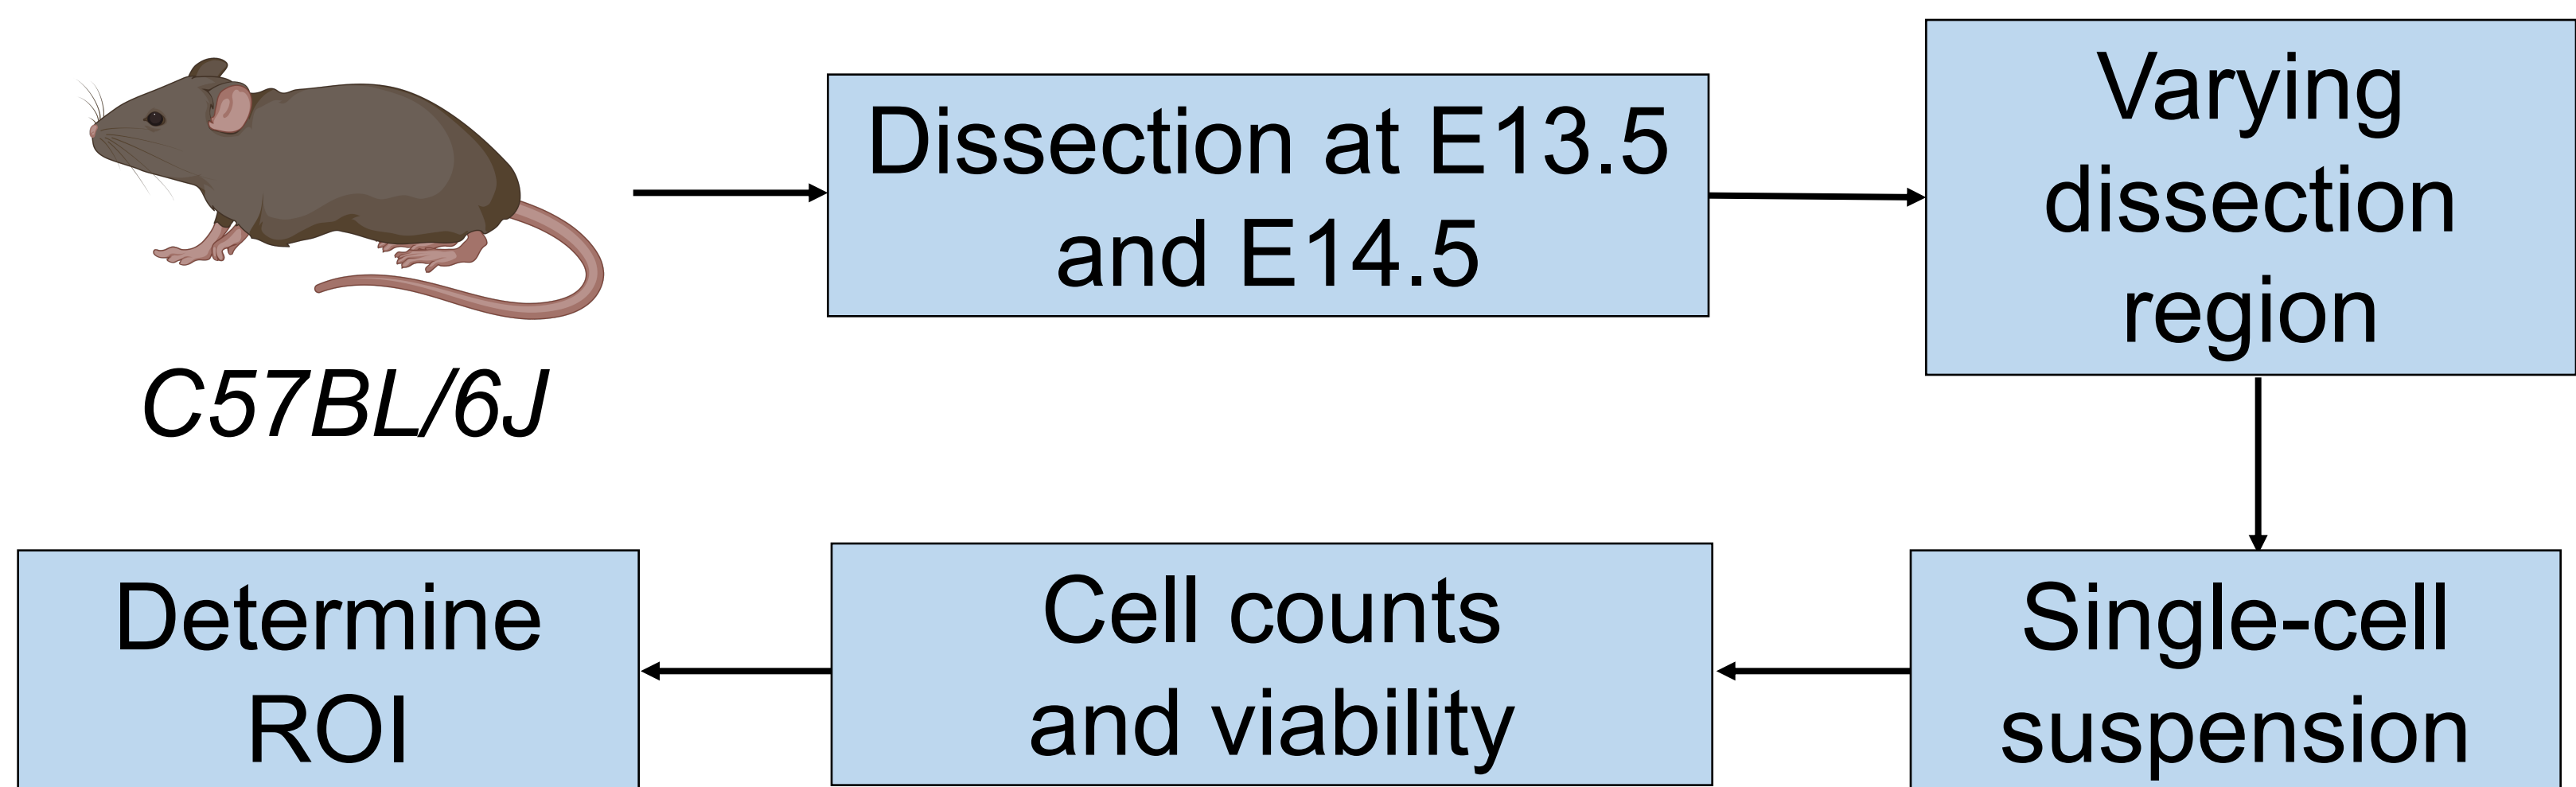 C57BL/6J
Dissection at E13.5
and E14.5
Varying
dissection
region
Single-cell
suspension
Cell counts
and viability
Determine
ROI